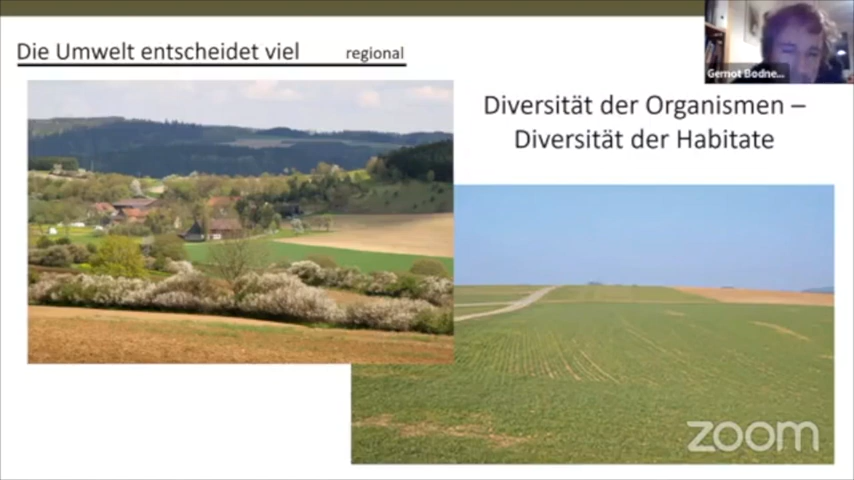 Die Umwelt entscheidet viel regional
Gernot Bodne...
Diversität der Organismen –
Diversität der Habitate
zoom